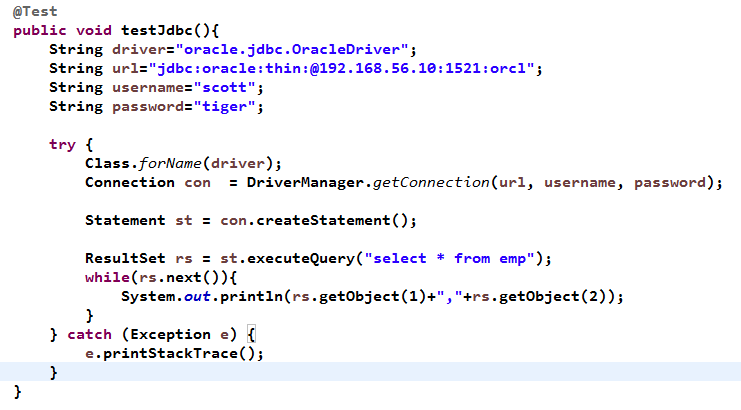 @Test
public void testJdbc(){
    String driver="oracle.jdbc.OracleDriver";
    String url="jdbc:oracle:thin:@192.168.56.10:1521:orcl";
    String username="scott";
    String password="tiger";

    try {
        Class.forName(driver);
        Connection con  = DriverManager.getConnection(url, username, password);

        Statement st = con.createStatement();

        ResultSet rs = st.executeQuery("select * from emp");
        while(rs.next()){
            System.out.println(rs.getObject(1)+","+rs.getObject(2));
        }
    } catch (Exception e) {
        e.printStackTrace();
    }
}